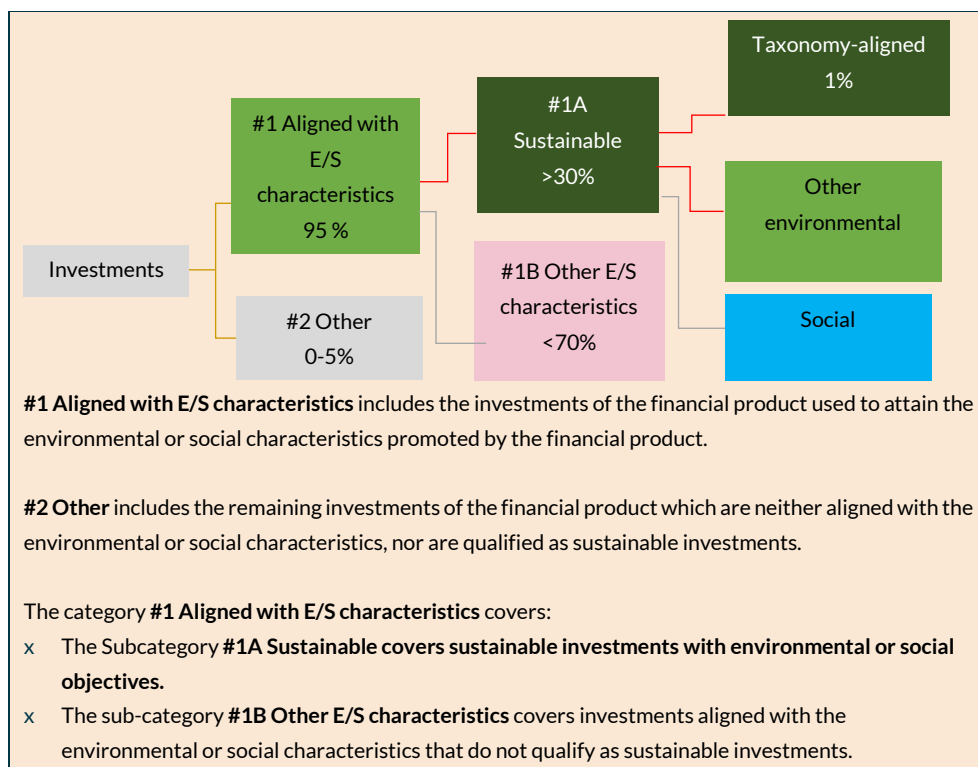 Taxonomy-aligned
1%
#1A
Sustainable
>30%
#1 Aligned with
E/S
characteristics
95 %
Other
environmental
Investments
#1B Other E/S
characteristics
<70%
#2 Other
0-5%
Social
#1 Aligned with E/S characteristics includes the investments of the financial product used to attain the
environmental or social characteristics promoted by the financial product.
#2 Other includes the remaining investments of the financial product which are neither aligned with the
environmental or social characteristics, nor are qualified as sustainable investments.
The category #1 Aligned with E/S characteristics covers:
x The Subcategory #1A Sustainable covers sustainable investments with environmental or social
objectives.
x The sub-category #1B Other E/S characteristics covers investments aligned with the
environmental or social characteristics that do not qualify as sustainable investments.